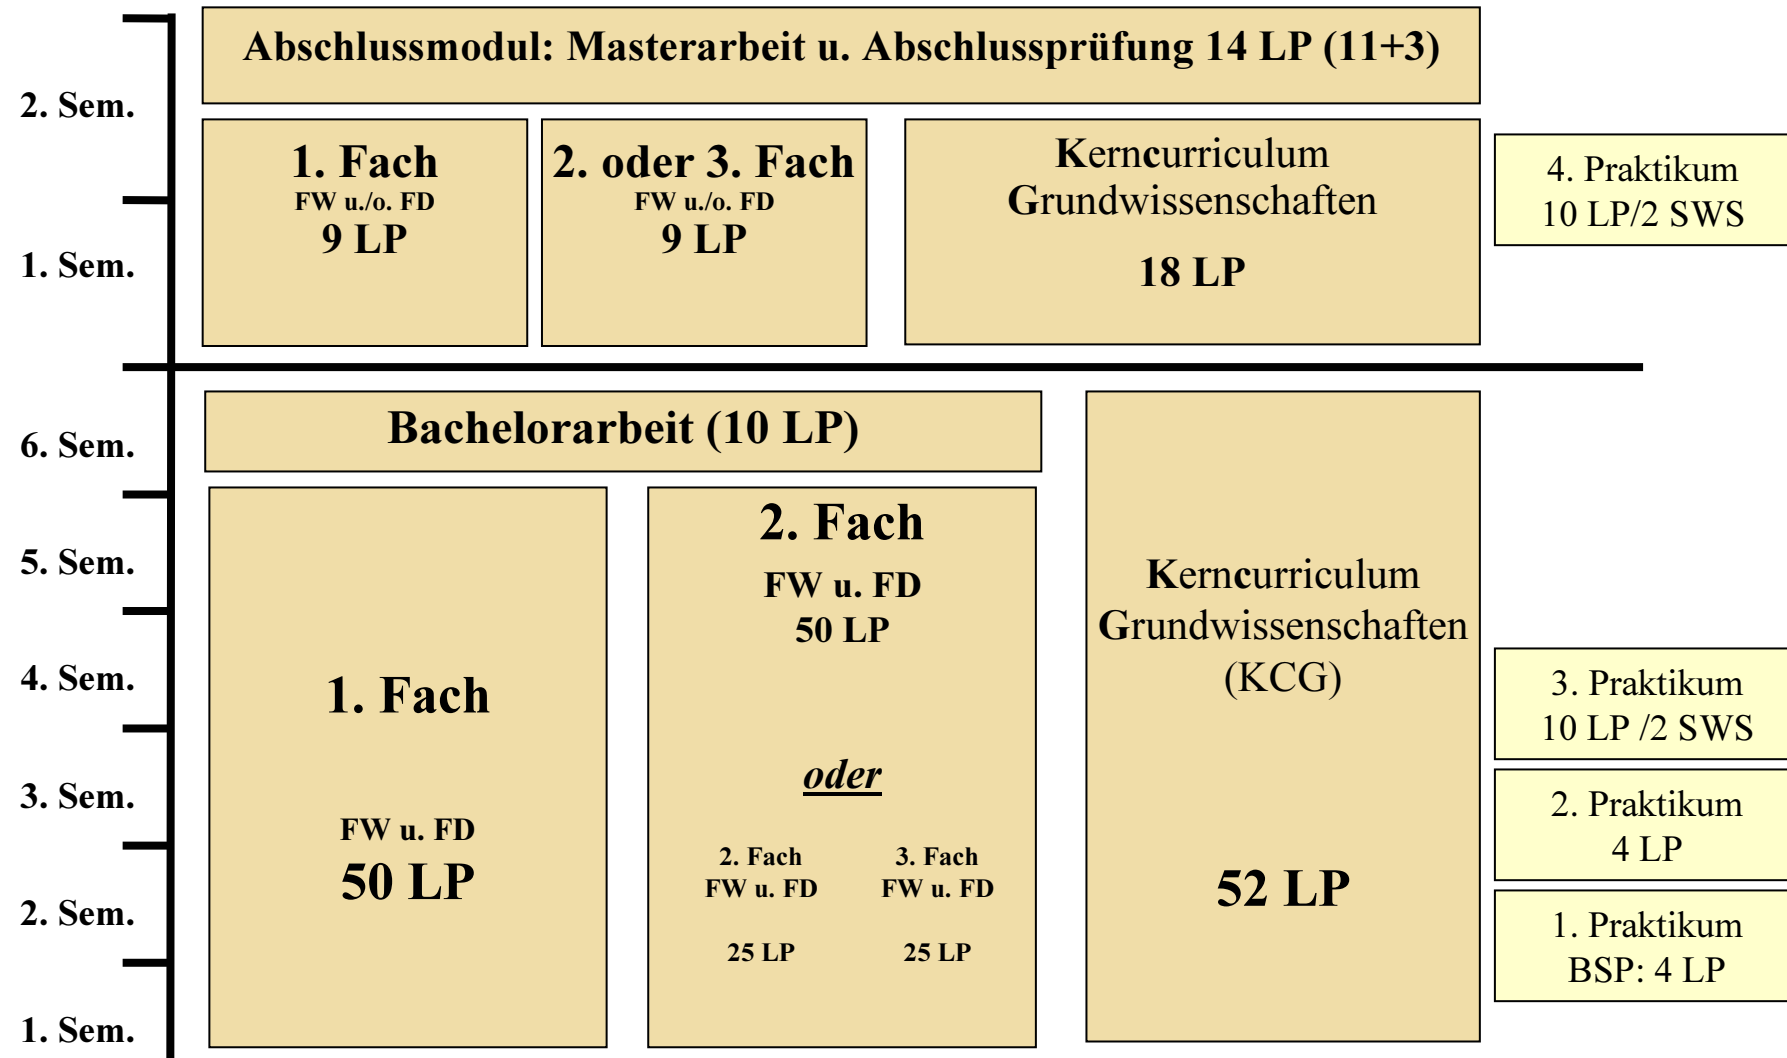 Abschlussmodul: Masterarbeit u. Abschlussprüfung 14 LP (11+3)
2. Sem.
1. Sem.
1. Fach
FW u./o. FD
9 LP
2. oder 3. Fach
FW u./o. FD
9 LP
Kerncurriculum
Grundwissenschaften
18 LP
4. Praktikum
10 LP/2 SWS
6. Sem.
5. Sem.
4. Sem.
3. Sem.
2. Sem.
1. Sem.
Bachelorarbeit (10 LP)
1. Fach
FW u. FD
50 LP
2. Fach
FW u. FD
50 LP
oder
2. Fach
FW u. FD
25 LP
3. Fach
FW u. FD
25 LP
Kerncurriculum
Grundwissenschaften
(KCG)
52 LP
3. Praktikum
10 LP /2 SWS
2. Praktikum
4 LP
1. Praktikum
BSP: 4 LP